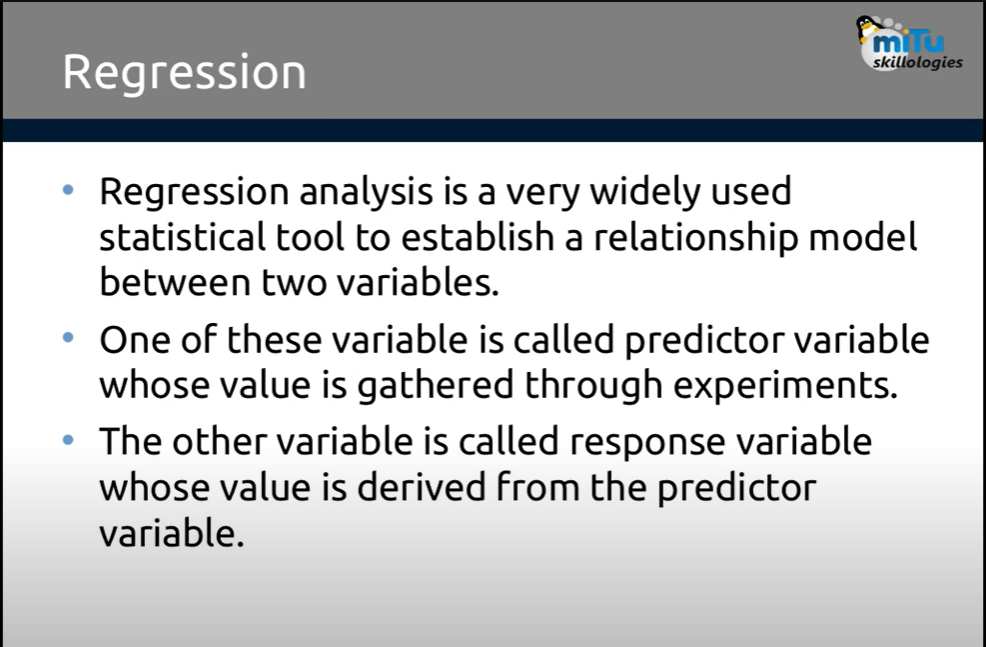 Regression
miTu
skillologies
• Regression analysis is a very widely used
statistical tool to establish a relationship model
between two variables.
• One of these variable is called predictor variable
whose value is gathered through experiments.
• The other variable is called response variable
whose value is derived from the predictor
variable.